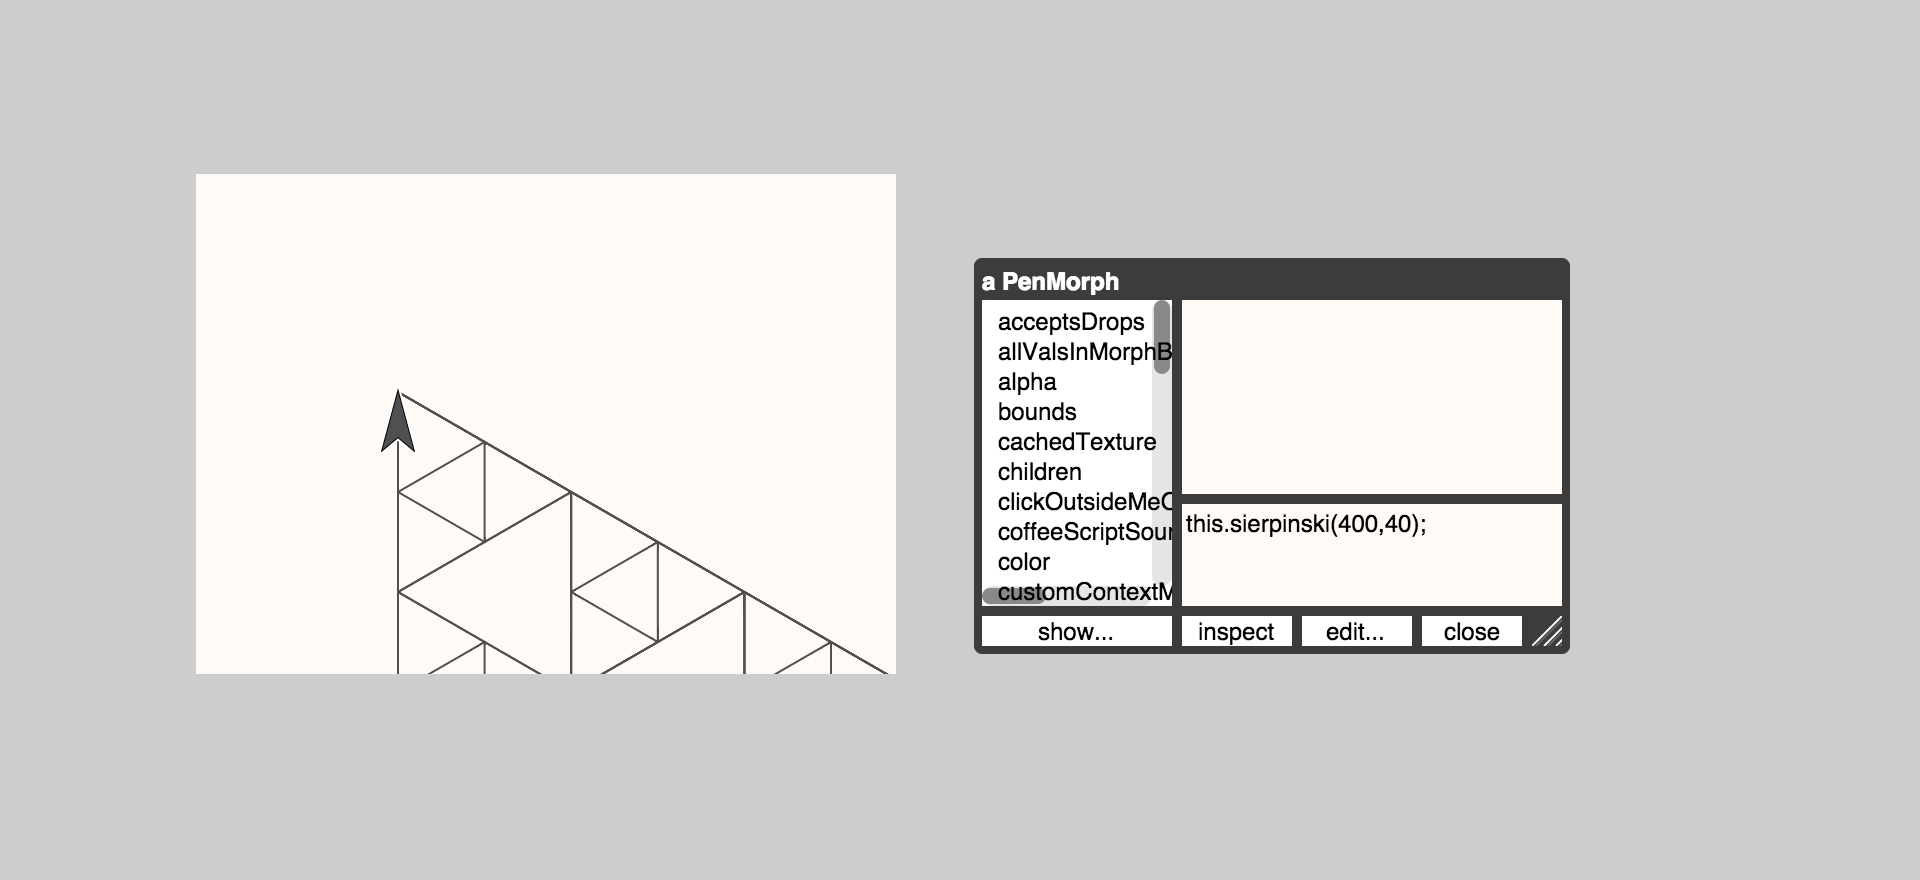 a PenMorph
acceptsDrops
allValsInMorphB
alpha
bounds
cachedTexture
children
clickOutsideMeC
coffeeScriptSour
color
customContextM
this.sierpinski(400,40);
show...
inspect
edit...
close